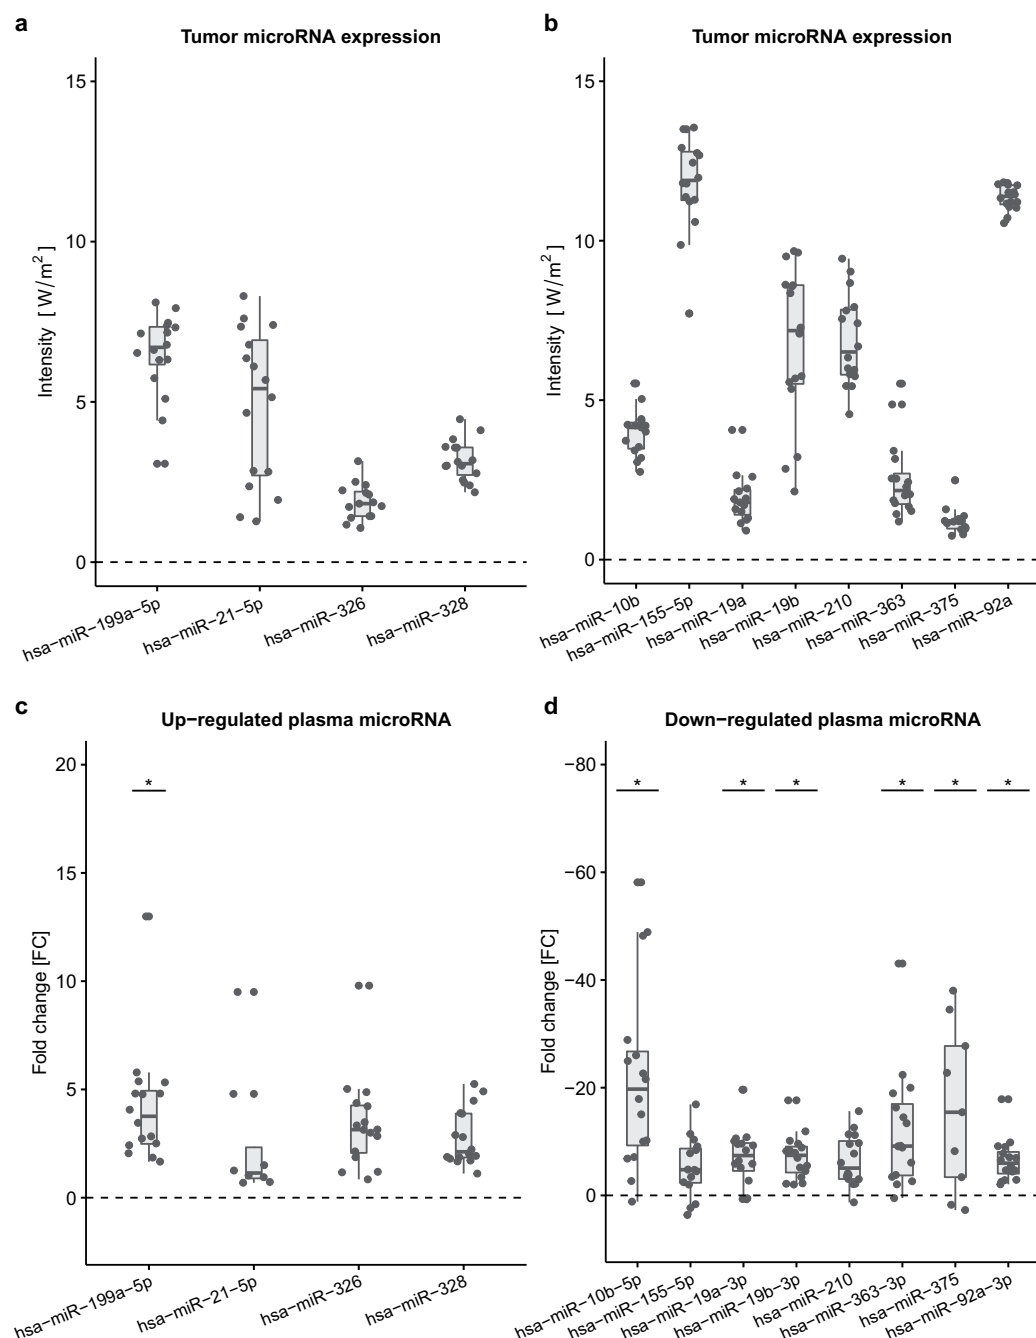 a
Tumor microRNA expression
15
10
5
0
Intensity [ W/m² ]
hsa−miR−199a−5p
hsa−miR−21−5p
hsa−miR−326
hsa−miR−328
b
Tumor microRNA expression
15
10
5
0
Intensity [ W/m² ]
hsa−miR−10b
hsa−miR−155−5p
hsa−miR−19a
hsa−miR−19b
hsa−miR−210
hsa−miR−363
hsa−miR−375
hsa−miR−92a
c
Up−regulated plasma microRNA
20
15
10
5
0
Fold change [FC]
*
hsa−miR−199a−5p
hsa−miR−21−5p
hsa−miR−326
hsa−miR−328
d
Down−regulated plasma microRNA
−80
−60
−40
−20
0
Fold change [FC]
* * * * * *
hsa−miR−10b−5p
hsa−miR−155−5p
hsa−miR−19a−3p
hsa−miR−19b−3p
hsa−miR−210
hsa−miR−363−3p
hsa−miR−375
hsa−miR−92a−3p